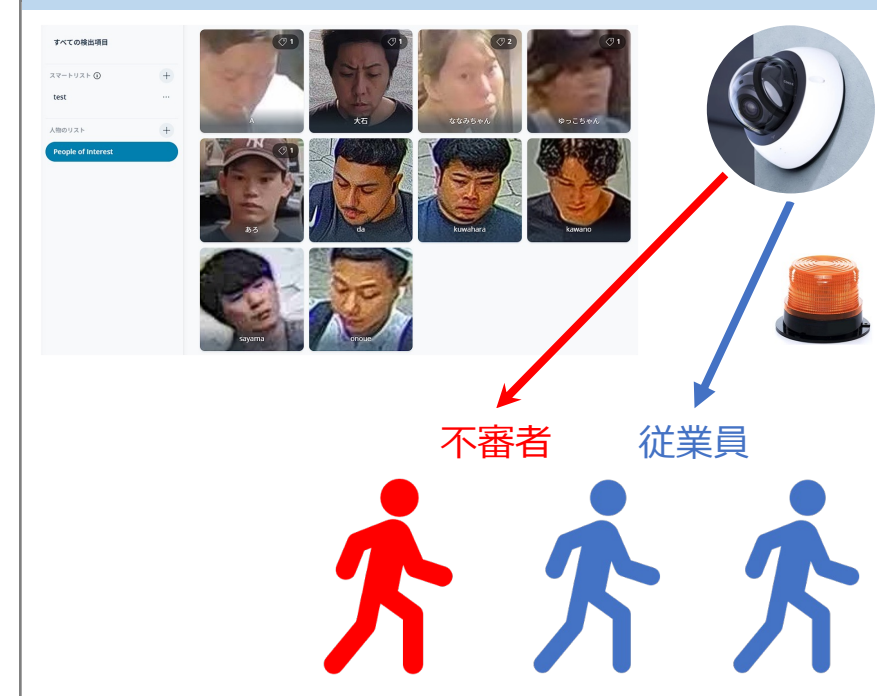 すべての検出項目
スマートリスト
test
人物のリスト
People of Interest
1
1
2
1
A
大石
ななみちゃん
ゆっこちゃん
1
あろ
da
kuwahara
kawano
sayama
onoue
不審者
従業員